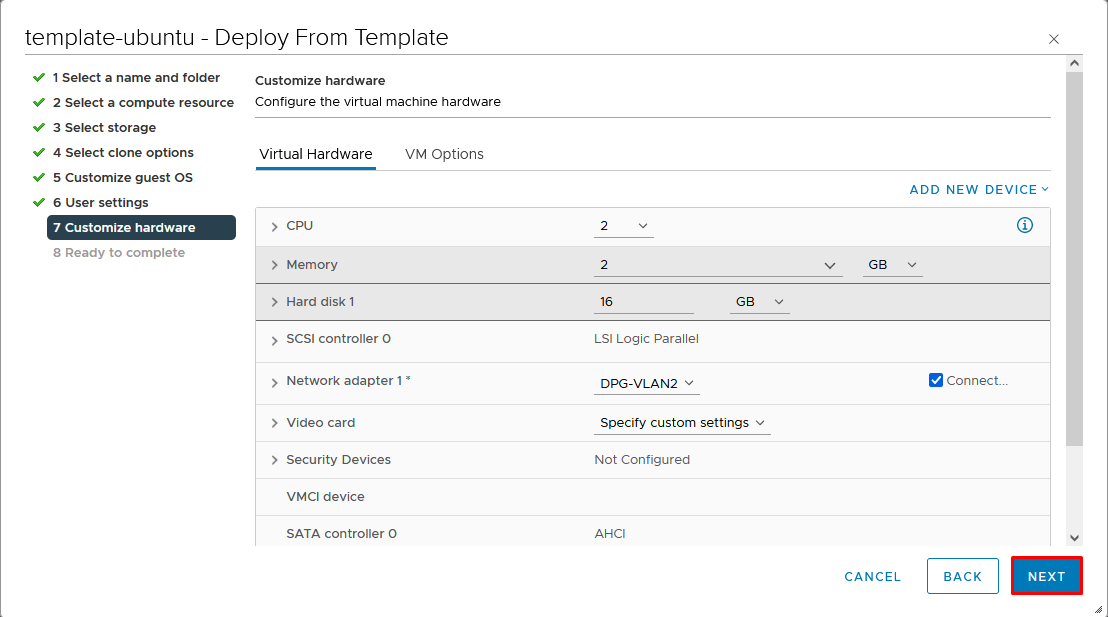 template-ubuntu - Deploy From Template
1 Select a name and folder
2 Select a compute resource
3 Select storage
4 Select clone options
5 Customize guest OS
6 User settings
7 Customize hardware
8 Ready to complete
Customize hardware
Configure the virtual machine hardware
Virtual Hardware VM Options
ADD NEW DEVICE
CPU 2
Memory 2 GB
Hard disk 1 16 GB
SCSI controller 0 LSI Logic Parallel
Network adapter 1 * DPG-VLAN2 Connect...
Video card Specify custom settings
Security Devices Not Configured
VMCI device
SATA controller 0 AHCI
CANCEL BACK NEXT